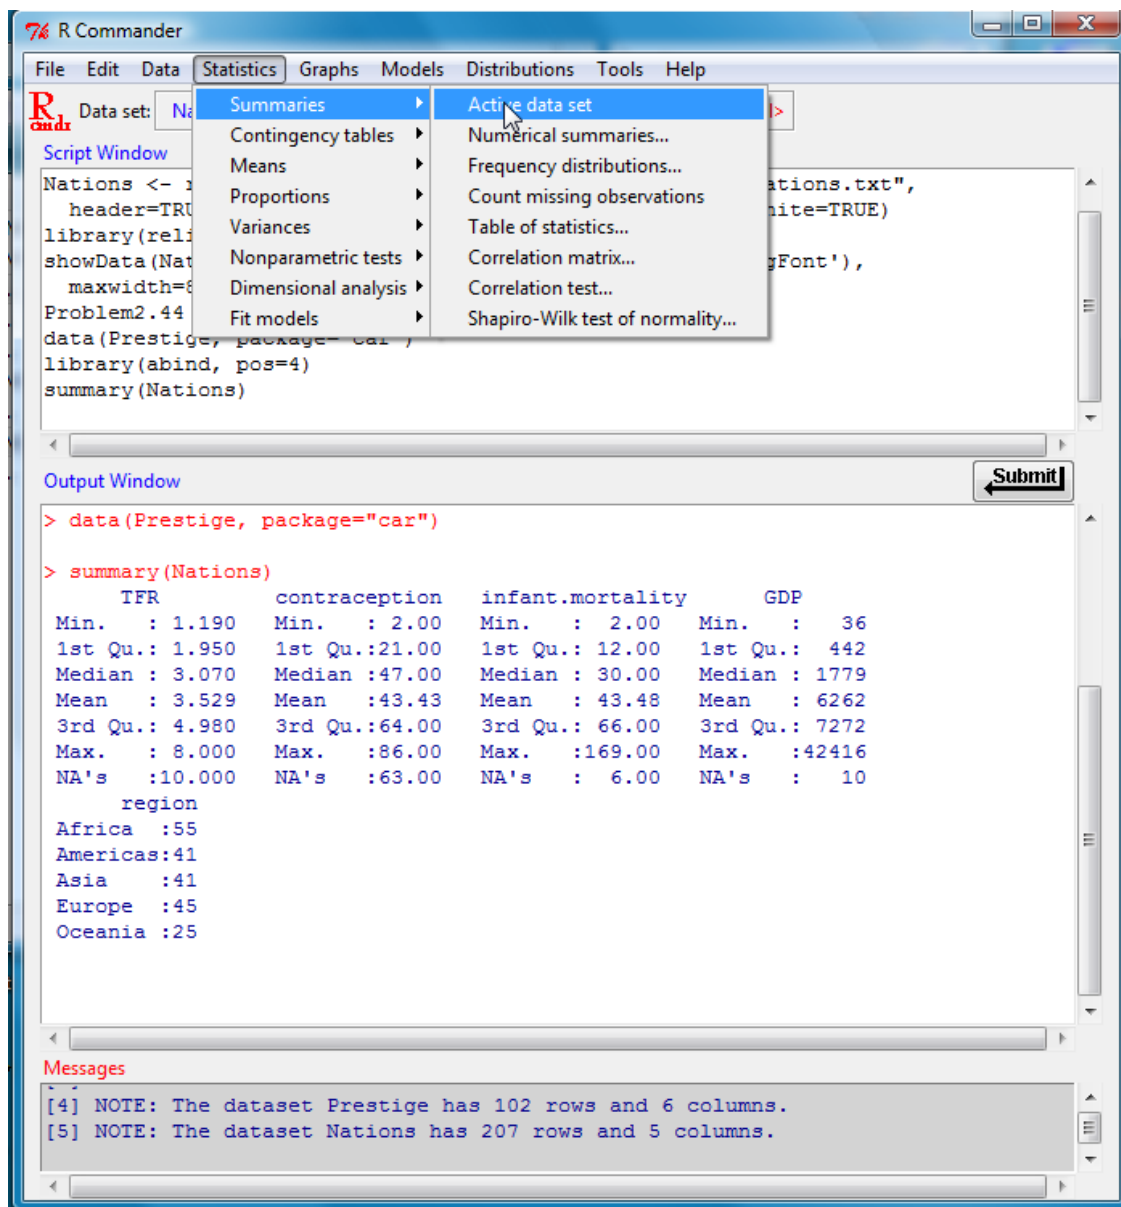 R Commander
File Edit Data Statistics Graphs Models Distributions Tools Help
R cmdr Data set: Na
Summaries
Contingency tables
Means
Proportions
Variances
Nonparametric tests
Dimensional analysis
Fit models
Active data set
Numerical summaries...
Frequency distributions...
Count missing observations
Table of statistics...
Correlation matrix...
Correlation test...
Shapiro-Wilk test of normality...
Script Window
Nations <- ations.txt",
header=TRU hite=TRUE)
library(reli
showData(Nat gFont'),
maxwidth=8
Problem2.44
data(Prestige, package="car")
library(abind, pos=4)
summary(Nations)
Output Window
Submit
> data(Prestige, package="car")
> summary(Nations)
TFR contraception infant.mortality GDP
Min. : 1.190 Min. : 2.00 Min. : 2.00 Min. : 36
1st Qu.: 1.950 1st Qu.:21.00 1st Qu.: 12.00 1st Qu.: 442
Median : 3.070 Median :47.00 Median : 30.00 Median : 1779
Mean : 3.529 Mean :43.43 Mean : 43.48 Mean : 6262
3rd Qu.: 4.980 3rd Qu.:64.00 3rd Qu.: 66.00 3rd Qu.: 7272
Max. : 8.000 Max. :86.00 Max. :169.00 Max. :42416
NA's :10.000 NA's :63.00 NA's : 6.00 NA's : 10
region
Africa :55
Americas:41
Asia :41
Europe :45
Oceania :25
Messages
[4] NOTE: The dataset Prestige has 102 rows and 6 columns.
[5] NOTE: The dataset Nations has 207 rows and 5 columns.